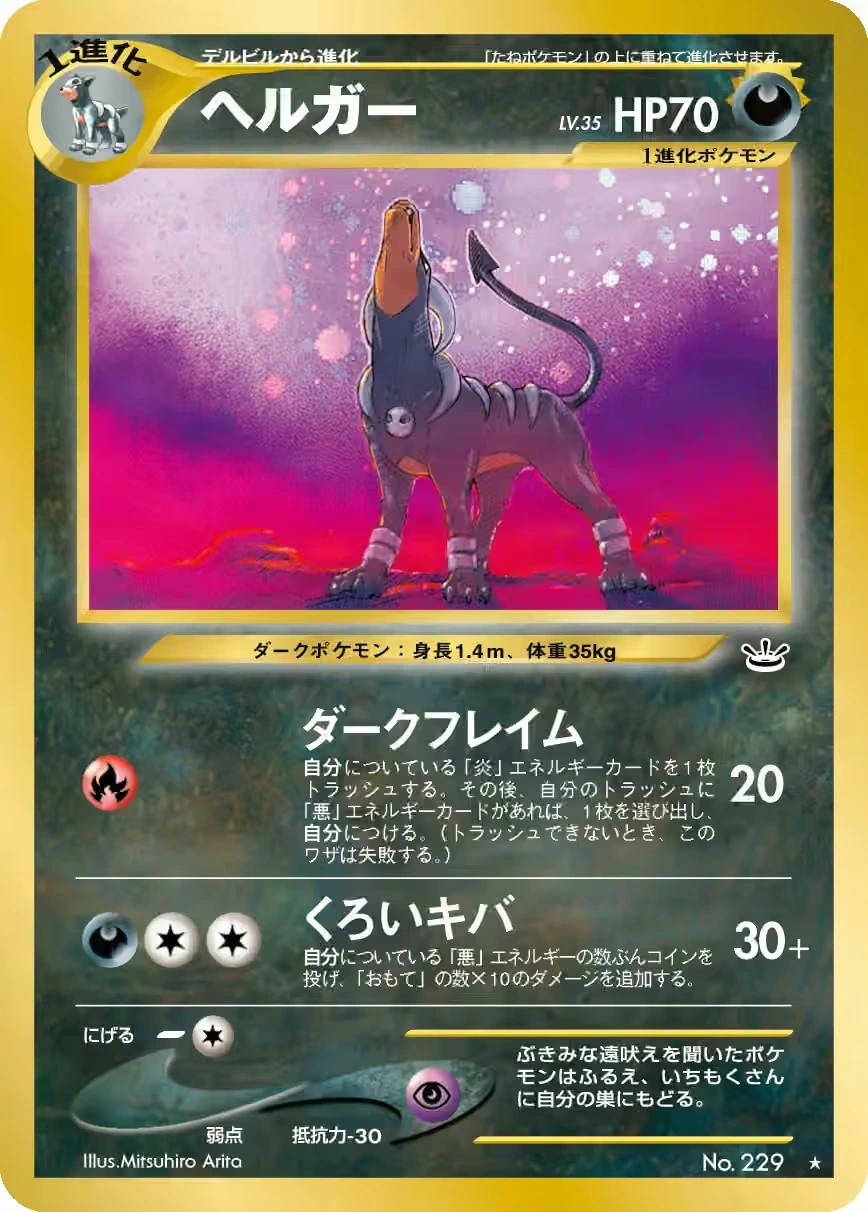 1進化
デルビルから進化
「たねポケモン」の上に重ねて進化させます。
ヘルガー
LV.35 HP70
1進化ポケモン
ダークポケモン：身長1.4m、体重35kg
ダークフレイム
自分についている「炎」エネルギーカードを1枚
トラッシュする。その後、自分のトラッシュに
「悪」エネルギーカードがあれば、1枚を選び出し、
自分につける。（トラッシュできないとき、この
ワザは失敗する。）
20
くろいキバ
自分についている「悪」エネルギーの数ぶんコインを
投げ、「おもて」の数×10のダメージを追加する。
30+
にげる
弱点
抵抗力-30
ぶきみな遠吠えを聞いたポケ
モンはふるえ、いちもくさん
に自分の巣にもどる。
Illus.Mitsuhiro Arita
No. 229 ★